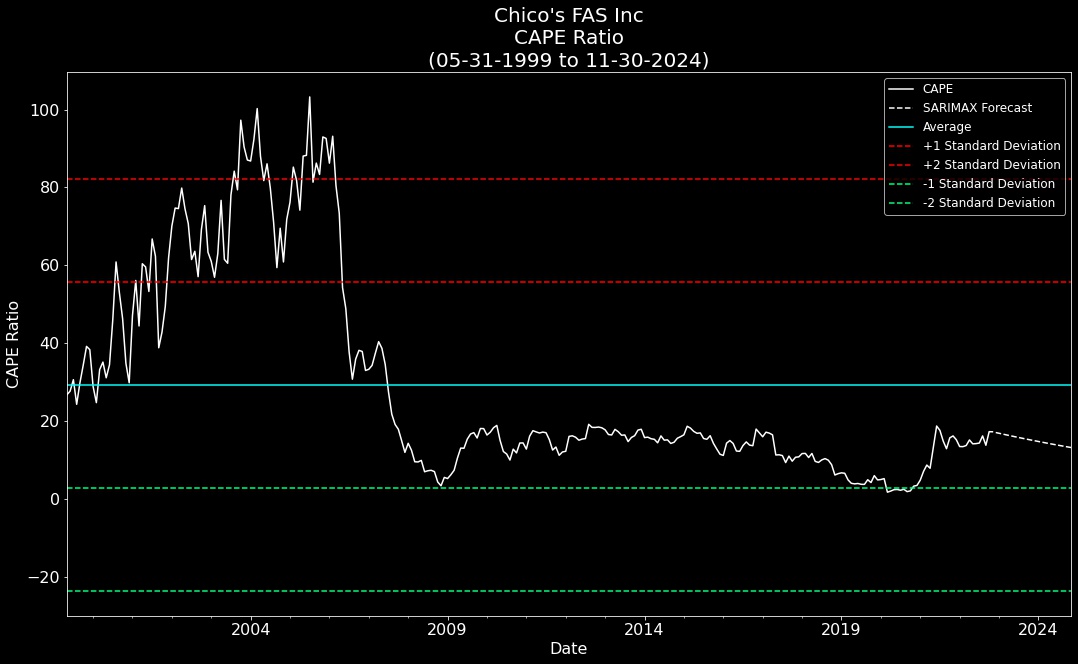 Chico's FAS Inc
CAPE Ratio
(05-31-1999 to 11-30-2024)
CAPE
SARIMAX Forecast
Average
+1 Standard Deviation
+2 Standard Deviation
-1 Standard Deviation
-2 Standard Deviation
CAPE Ratio
100
80
60
40
20
0
−20
2004
2009
2014
2019
2024
Date